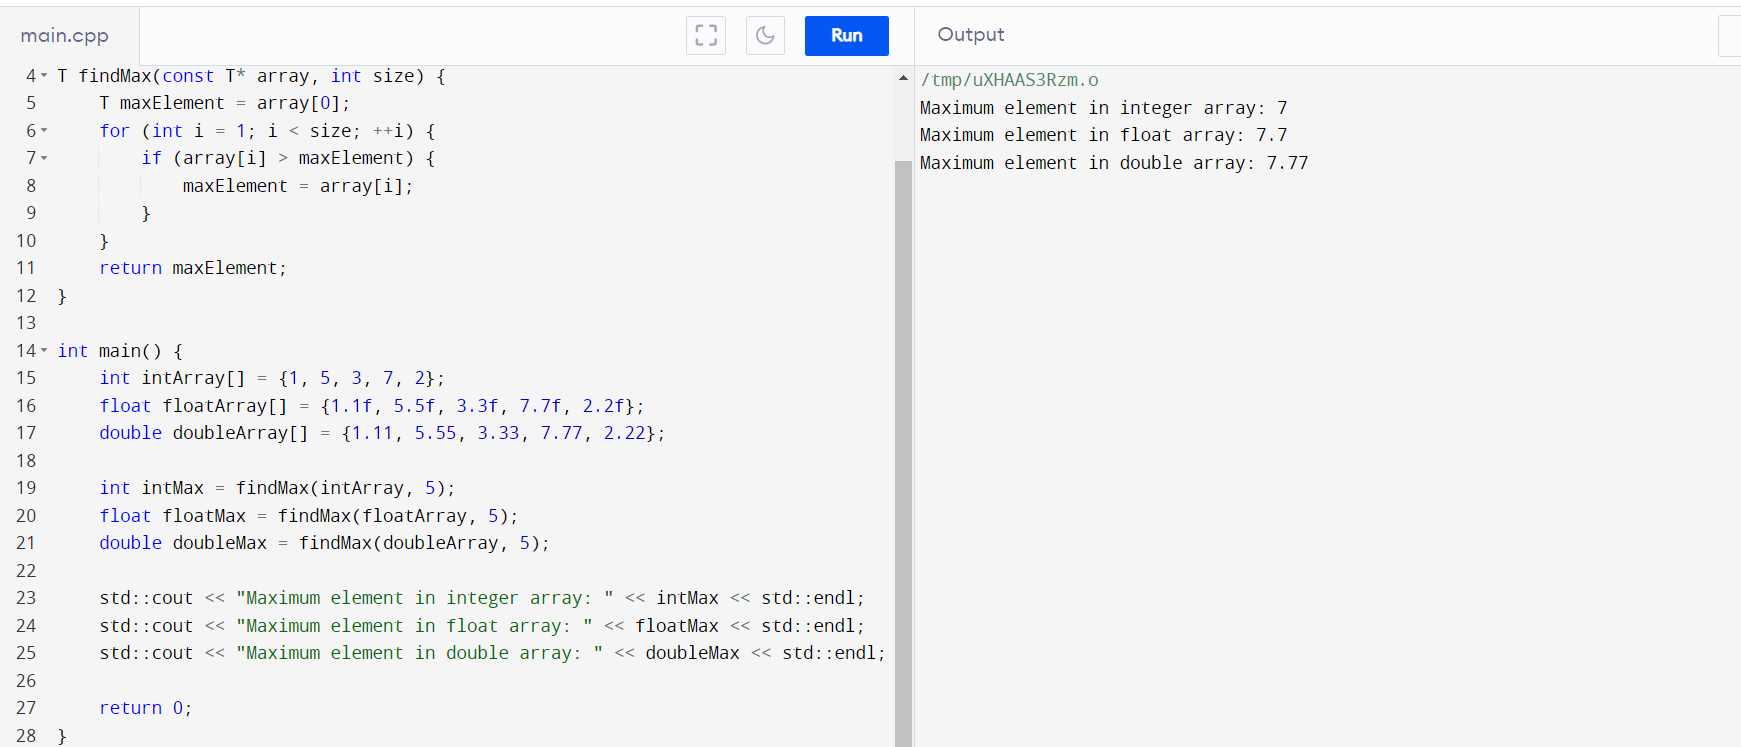 main.cpp
Run
4 T findMax(const T* array, int size) {
5     T maxElement = array[0];
6     for (int i = 1; i < size; ++i) {
7         if (array[i] > maxElement) {
8             maxElement = array[i];
9         }
10     }
11     return maxElement;
12 }
13
14 int main() {
15     int intArray[] = {1, 5, 3, 7, 2};
16     float floatArray[] = {1.1f, 5.5f, 3.3f, 7.7f, 2.2f};
17     double doubleArray[] = {1.11, 5.55, 3.33, 7.77, 2.22};
18
19     int intMax = findMax(intArray, 5);
20     float floatMax = findMax(floatArray, 5);
21     double doubleMax = findMax(doubleArray, 5);
22
23     std::cout << "Maximum element in integer array: " << intMax << std::endl;
24     std::cout << "Maximum element in float array: " << floatMax << std::endl;
25     std::cout << "Maximum element in double array: " << doubleMax << std::endl;
26
27     return 0;
28 }
Output
/tmp/uXHAAS3Rzm.o
Maximum element in integer array: 7
Maximum element in float array: 7.7
Maximum element in double array: 7.77